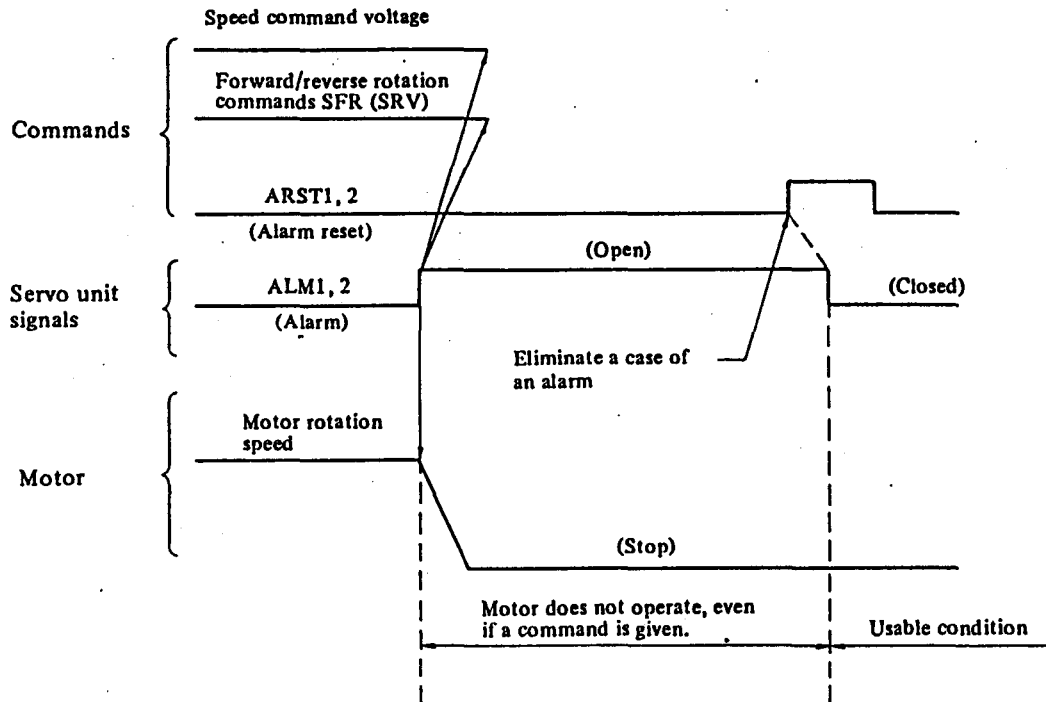 Speed command voltage
Forward/reverse rotation
commands SFR (SRV)
Commands
ARST1, 2
(Alarm reset)
(Open)
Servo unit
signals
ALM1, 2
(Alarm)
(Closed)
Eliminate a case of
an alarm
Motor rotation
speed
Motor
(Stop)
Motor does not operate, even
if a command is given.
Usable condition